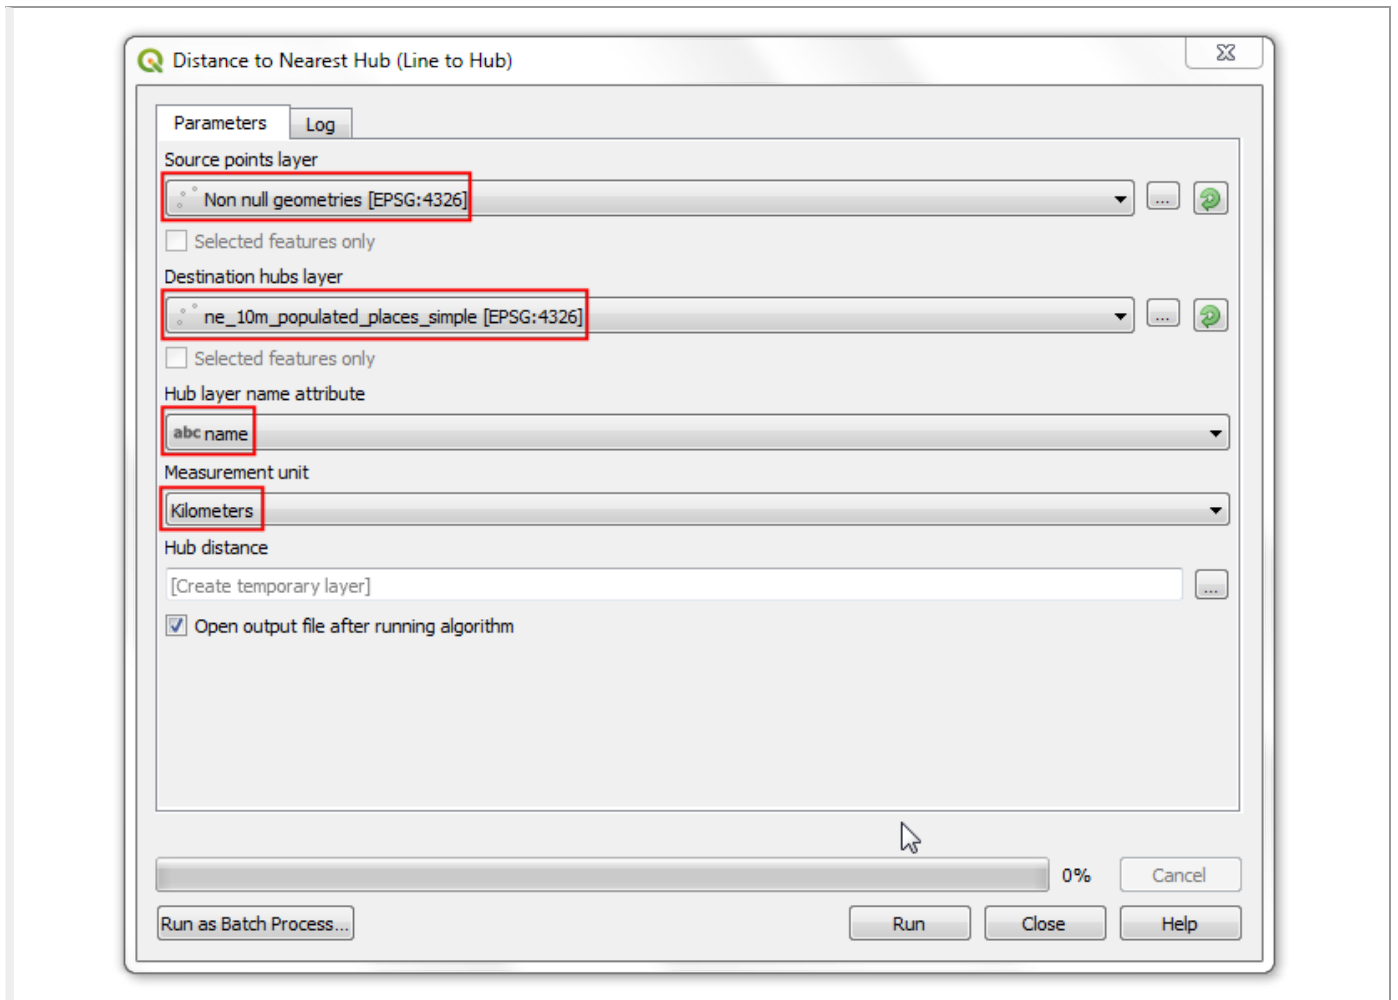 Distance to Nearest Hub (Line to Hub)
Parameters
Log
Source points layer
Non null geometries [EPSG:4326]
...
Selected features only
Destination hubs layer
ne_10m_populated_places_simple [EPSG:4326]
...
Selected features only
Hub layer name attribute
abc name
Measurement unit
Kilometers
Hub distance
[Create temporary layer]
...
Open output file after running algorithm
0%
Cancel
Run as Batch Process...
Run
Close
Help